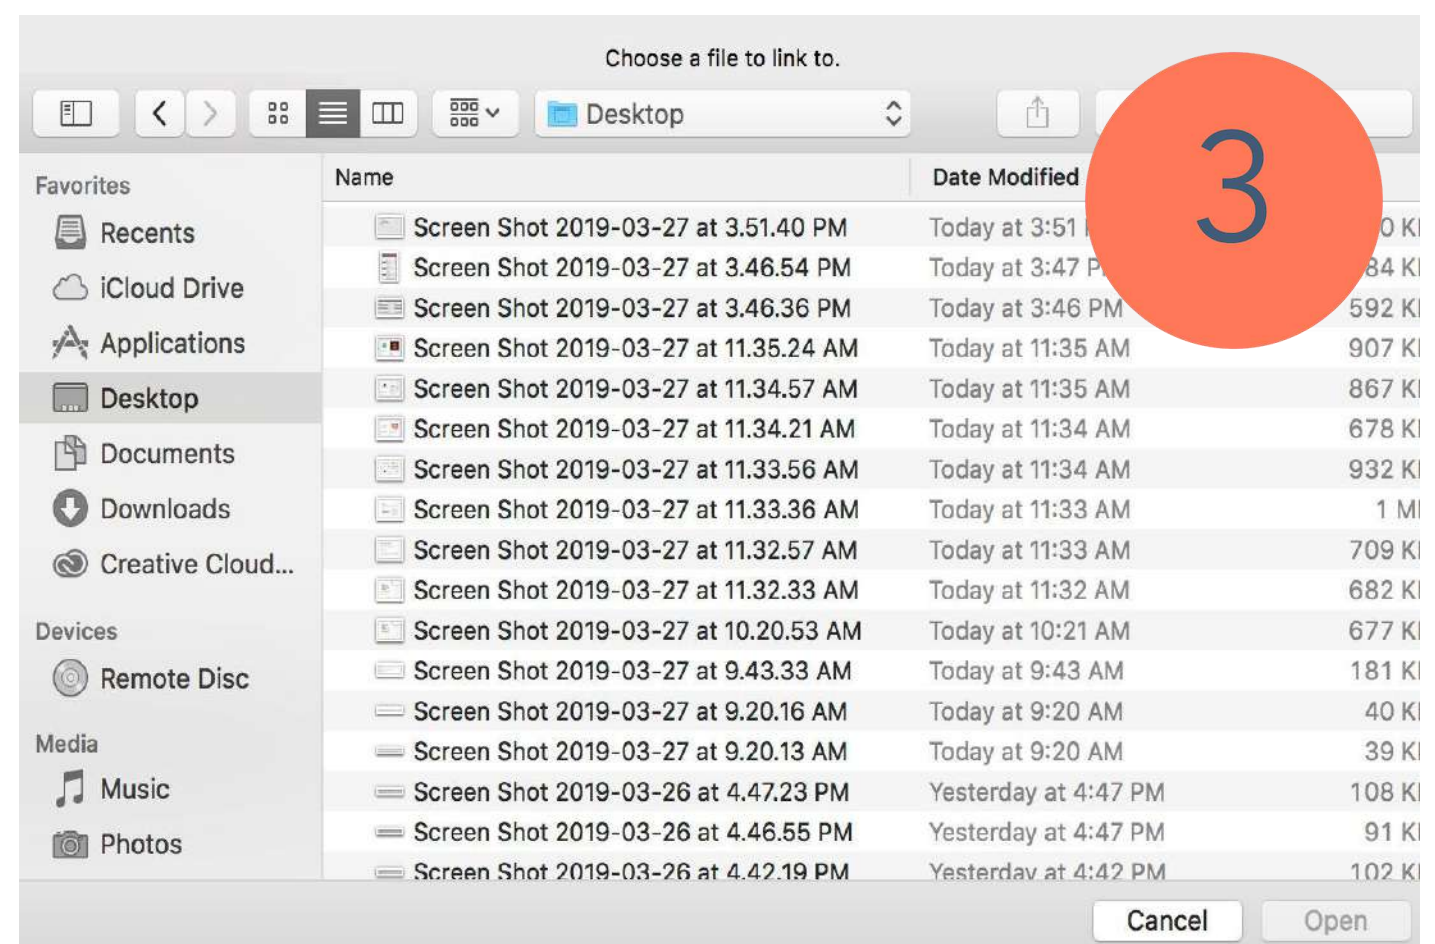 Choose a file to link to.
Desktop
3
Favorites
Recents
iCloud Drive
Applications
Desktop
Documents
Downloads
Creative Cloud...
Devices
Remote Disc
Media
Music
Photos
Name Date Modified
Screen Shot 2019-03-27 at 3.51.40 PM Today at 3:51
Screen Shot 2019-03-27 at 3.46.54 PM Today at 3:47 P
Screen Shot 2019-03-27 at 3.46.36 PM Today at 3:46 PM 592 K
Screen Shot 2019-03-27 at 11.35.24 AM Today at 11:35 AM 907 K
Screen Shot 2019-03-27 at 11.34.57 AM Today at 11:35 AM 867 K
Screen Shot 2019-03-27 at 11.34.21 AM Today at 11:34 AM 678 K
Screen Shot 2019-03-27 at 11.33.56 AM Today at 11:34 AM 932 K
Screen Shot 2019-03-27 at 11.33.36 AM Today at 11:33 AM 1 M
Screen Shot 2019-03-27 at 11.32.57 AM Today at 11:33 AM 709 K
Screen Shot 2019-03-27 at 11.32.33 AM Today at 11:32 AM 682 K
Screen Shot 2019-03-27 at 10.20.53 AM Today at 10:21 AM 677 K
Screen Shot 2019-03-27 at 9.43.33 AM Today at 9:43 AM 181 K
Screen Shot 2019-03-27 at 9.20.16 AM Today at 9:20 AM 40 K
Screen Shot 2019-03-27 at 9.20.13 AM Today at 9:20 AM 39 K
Screen Shot 2019-03-26 at 4.47.23 PM Yesterday at 4:47 PM 108 K
Screen Shot 2019-03-26 at 4.46.55 PM Yesterday at 4:47 PM 91 K
Screen Shot 2019-03-26 at 4.42.19 PM Yesterday at 4:42 PM 102 K
Cancel Open